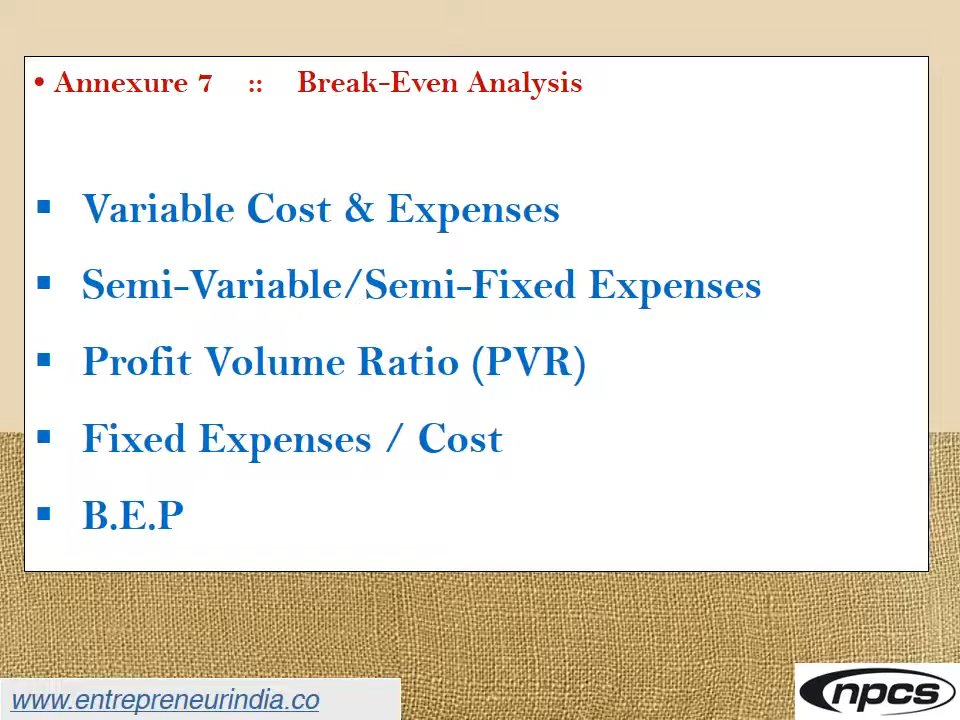 • Annexure 7 :: Break-Even Analysis
▪ Variable Cost & Expenses
▪ Semi-Variable/Semi-Fixed Expenses
▪ Profit Volume Ratio (PVR)
▪ Fixed Expenses / Cost
▪ B.E.P
www.entrepreneurindia.co
npcs